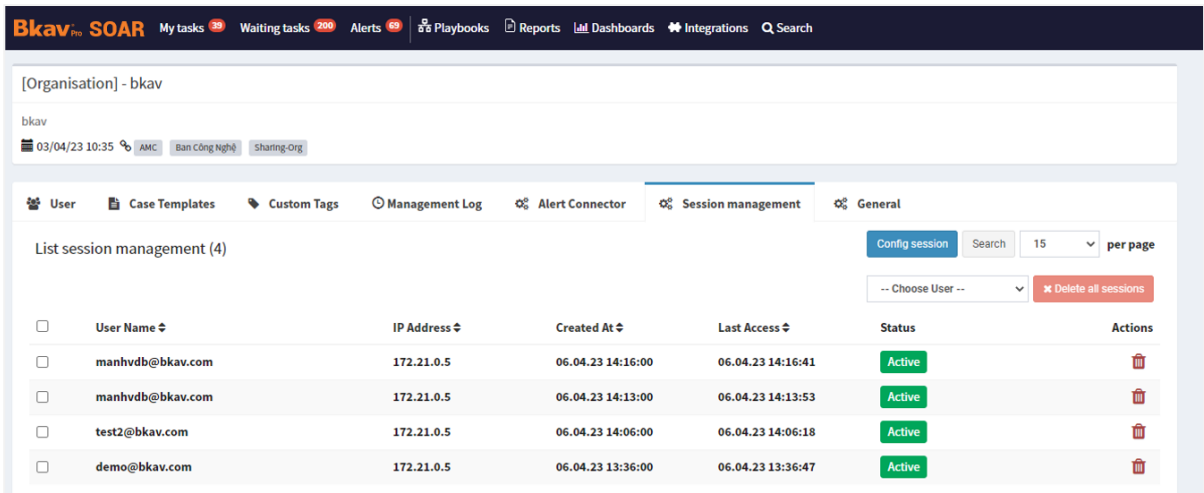 Bkav Pro SOAR My tasks 39 Waiting tasks 200 Alerts 69 Playbooks Reports Dashboards Integrations Search
[Organisation] - bkav
bkav
03/04/23 10:35 AMC Ban Công Nghệ Sharing-Org
User Case Templates Custom Tags Management Log Alert Connector Session management General
List session management (4) Config session Search 15 per page
-- Choose User -- Delete all sessions
User Name IP Address Created At Last Access Status Actions
manhvdb@bkav.com 172.21.0.5 06.04.23 14:16:00 06.04.23 14:16:41 Active
manhvdb@bkav.com 172.21.0.5 06.04.23 14:13:00 06.04.23 14:13:53 Active
test2@bkav.com 172.21.0.5 06.04.23 14:06:00 06.04.23 14:06:18 Active
demo@bkav.com 172.21.0.5 06.04.23 13:36:00 06.04.23 13:36:47 Active